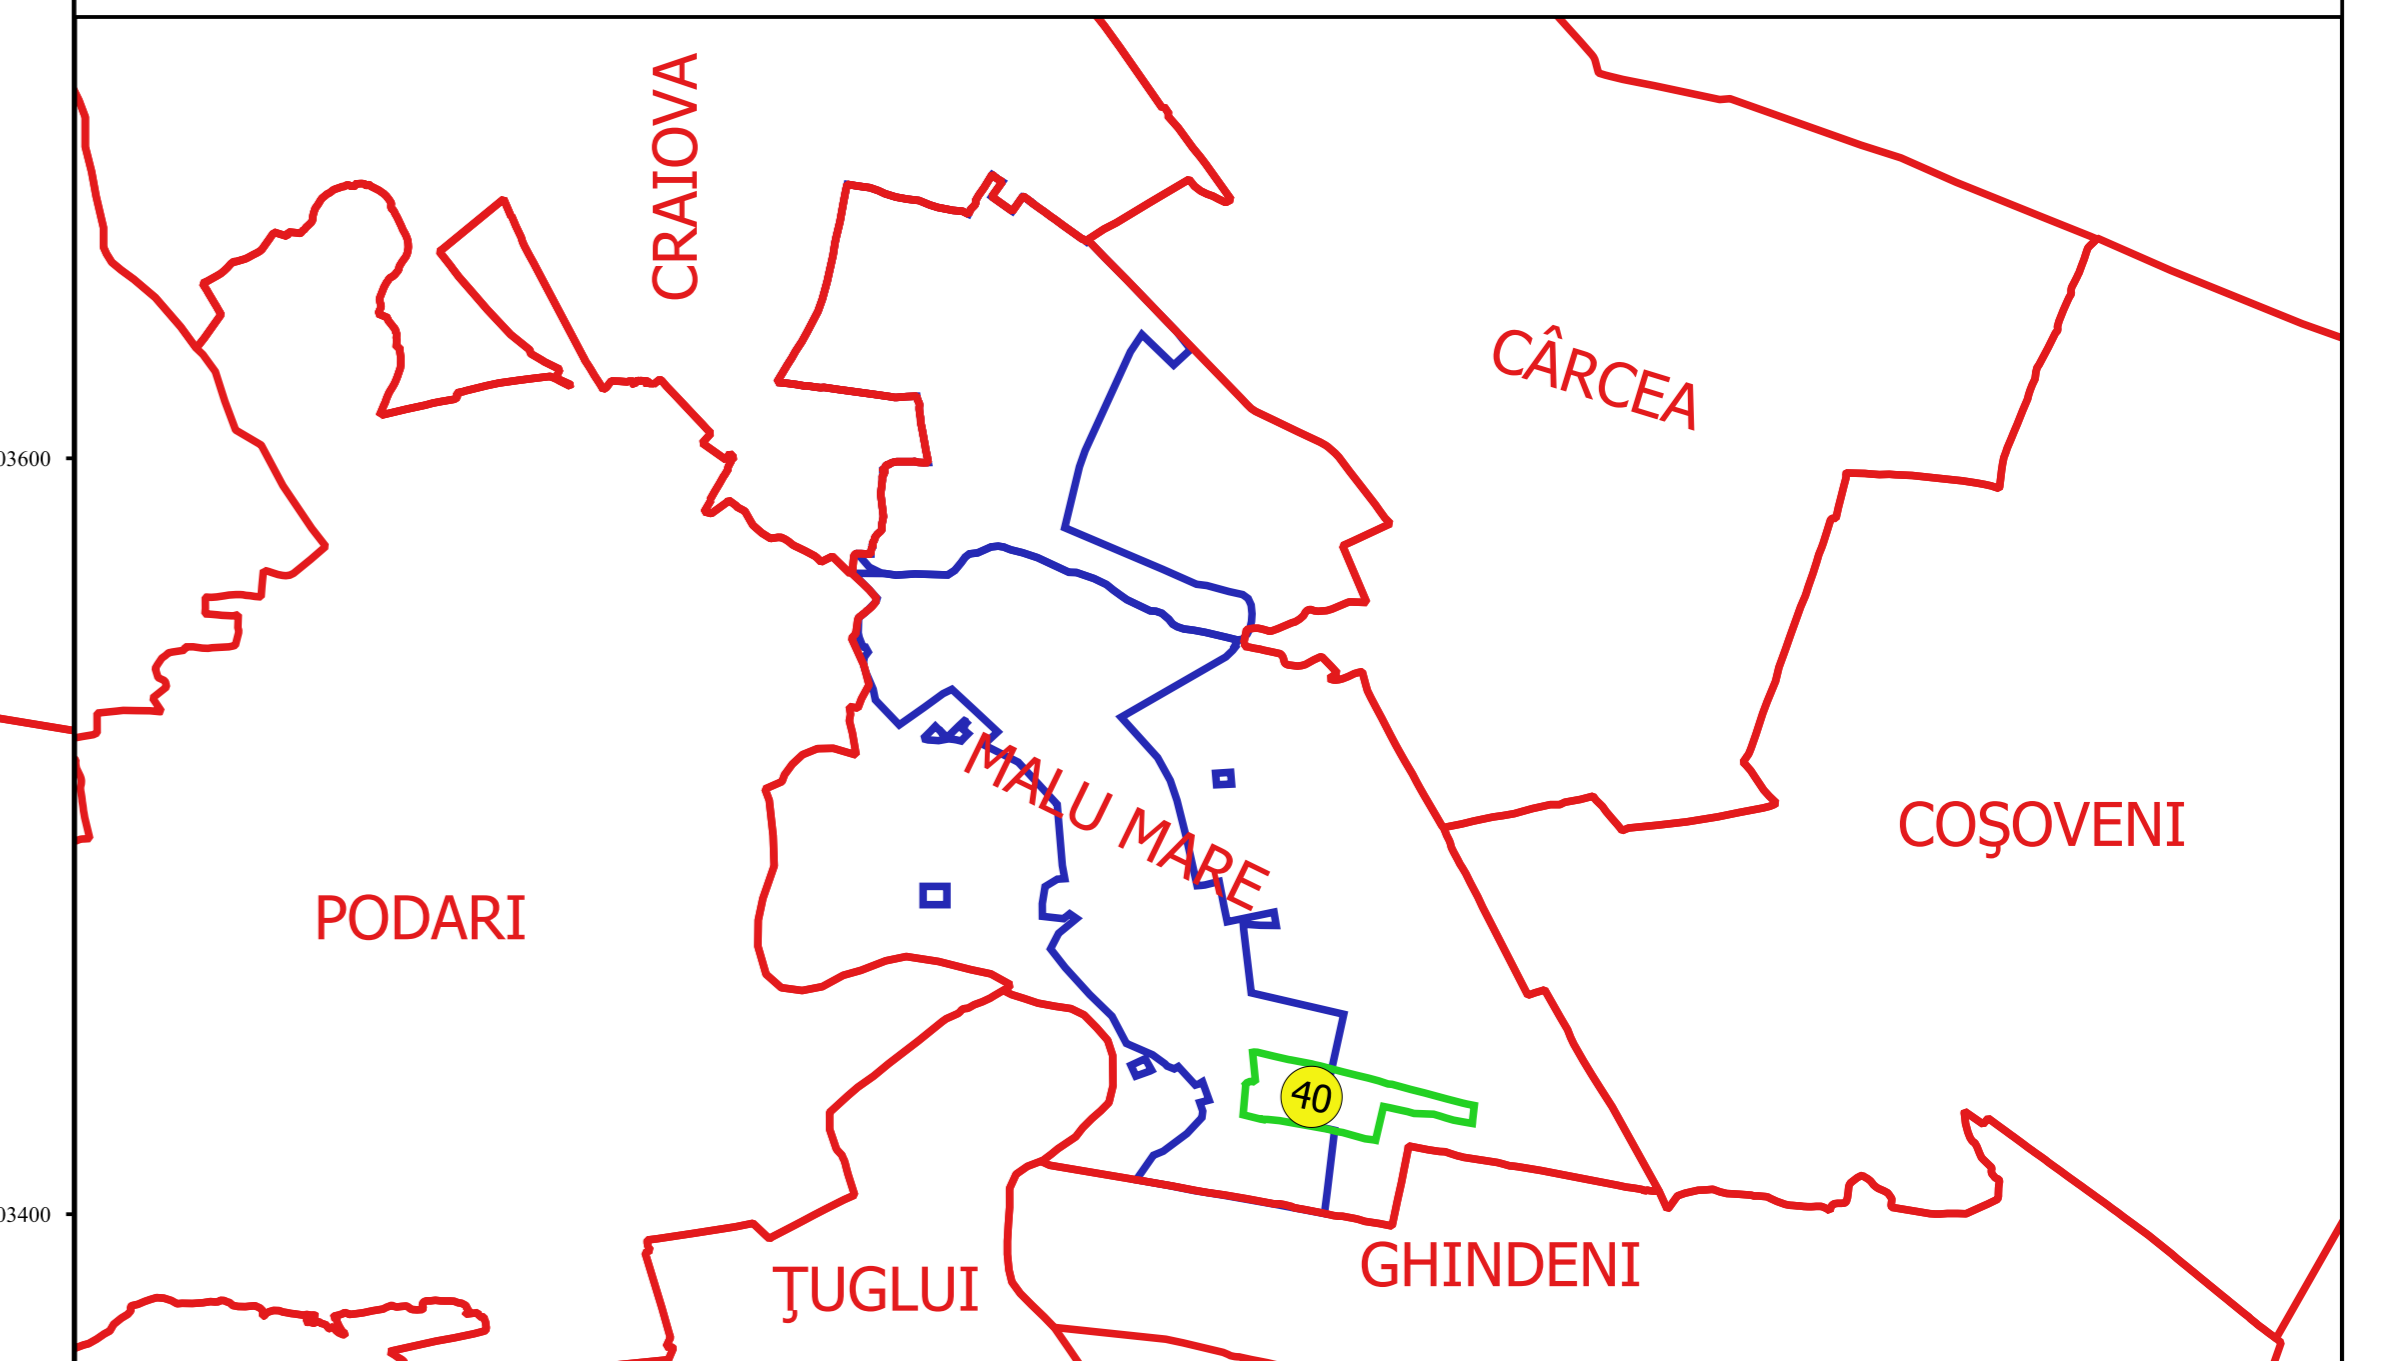 CRAIOVA
CÂRCEA
03600
MALU MARE
COŞOVENI
PODARI
40
03400
GHINDENI
ŢUGLUI